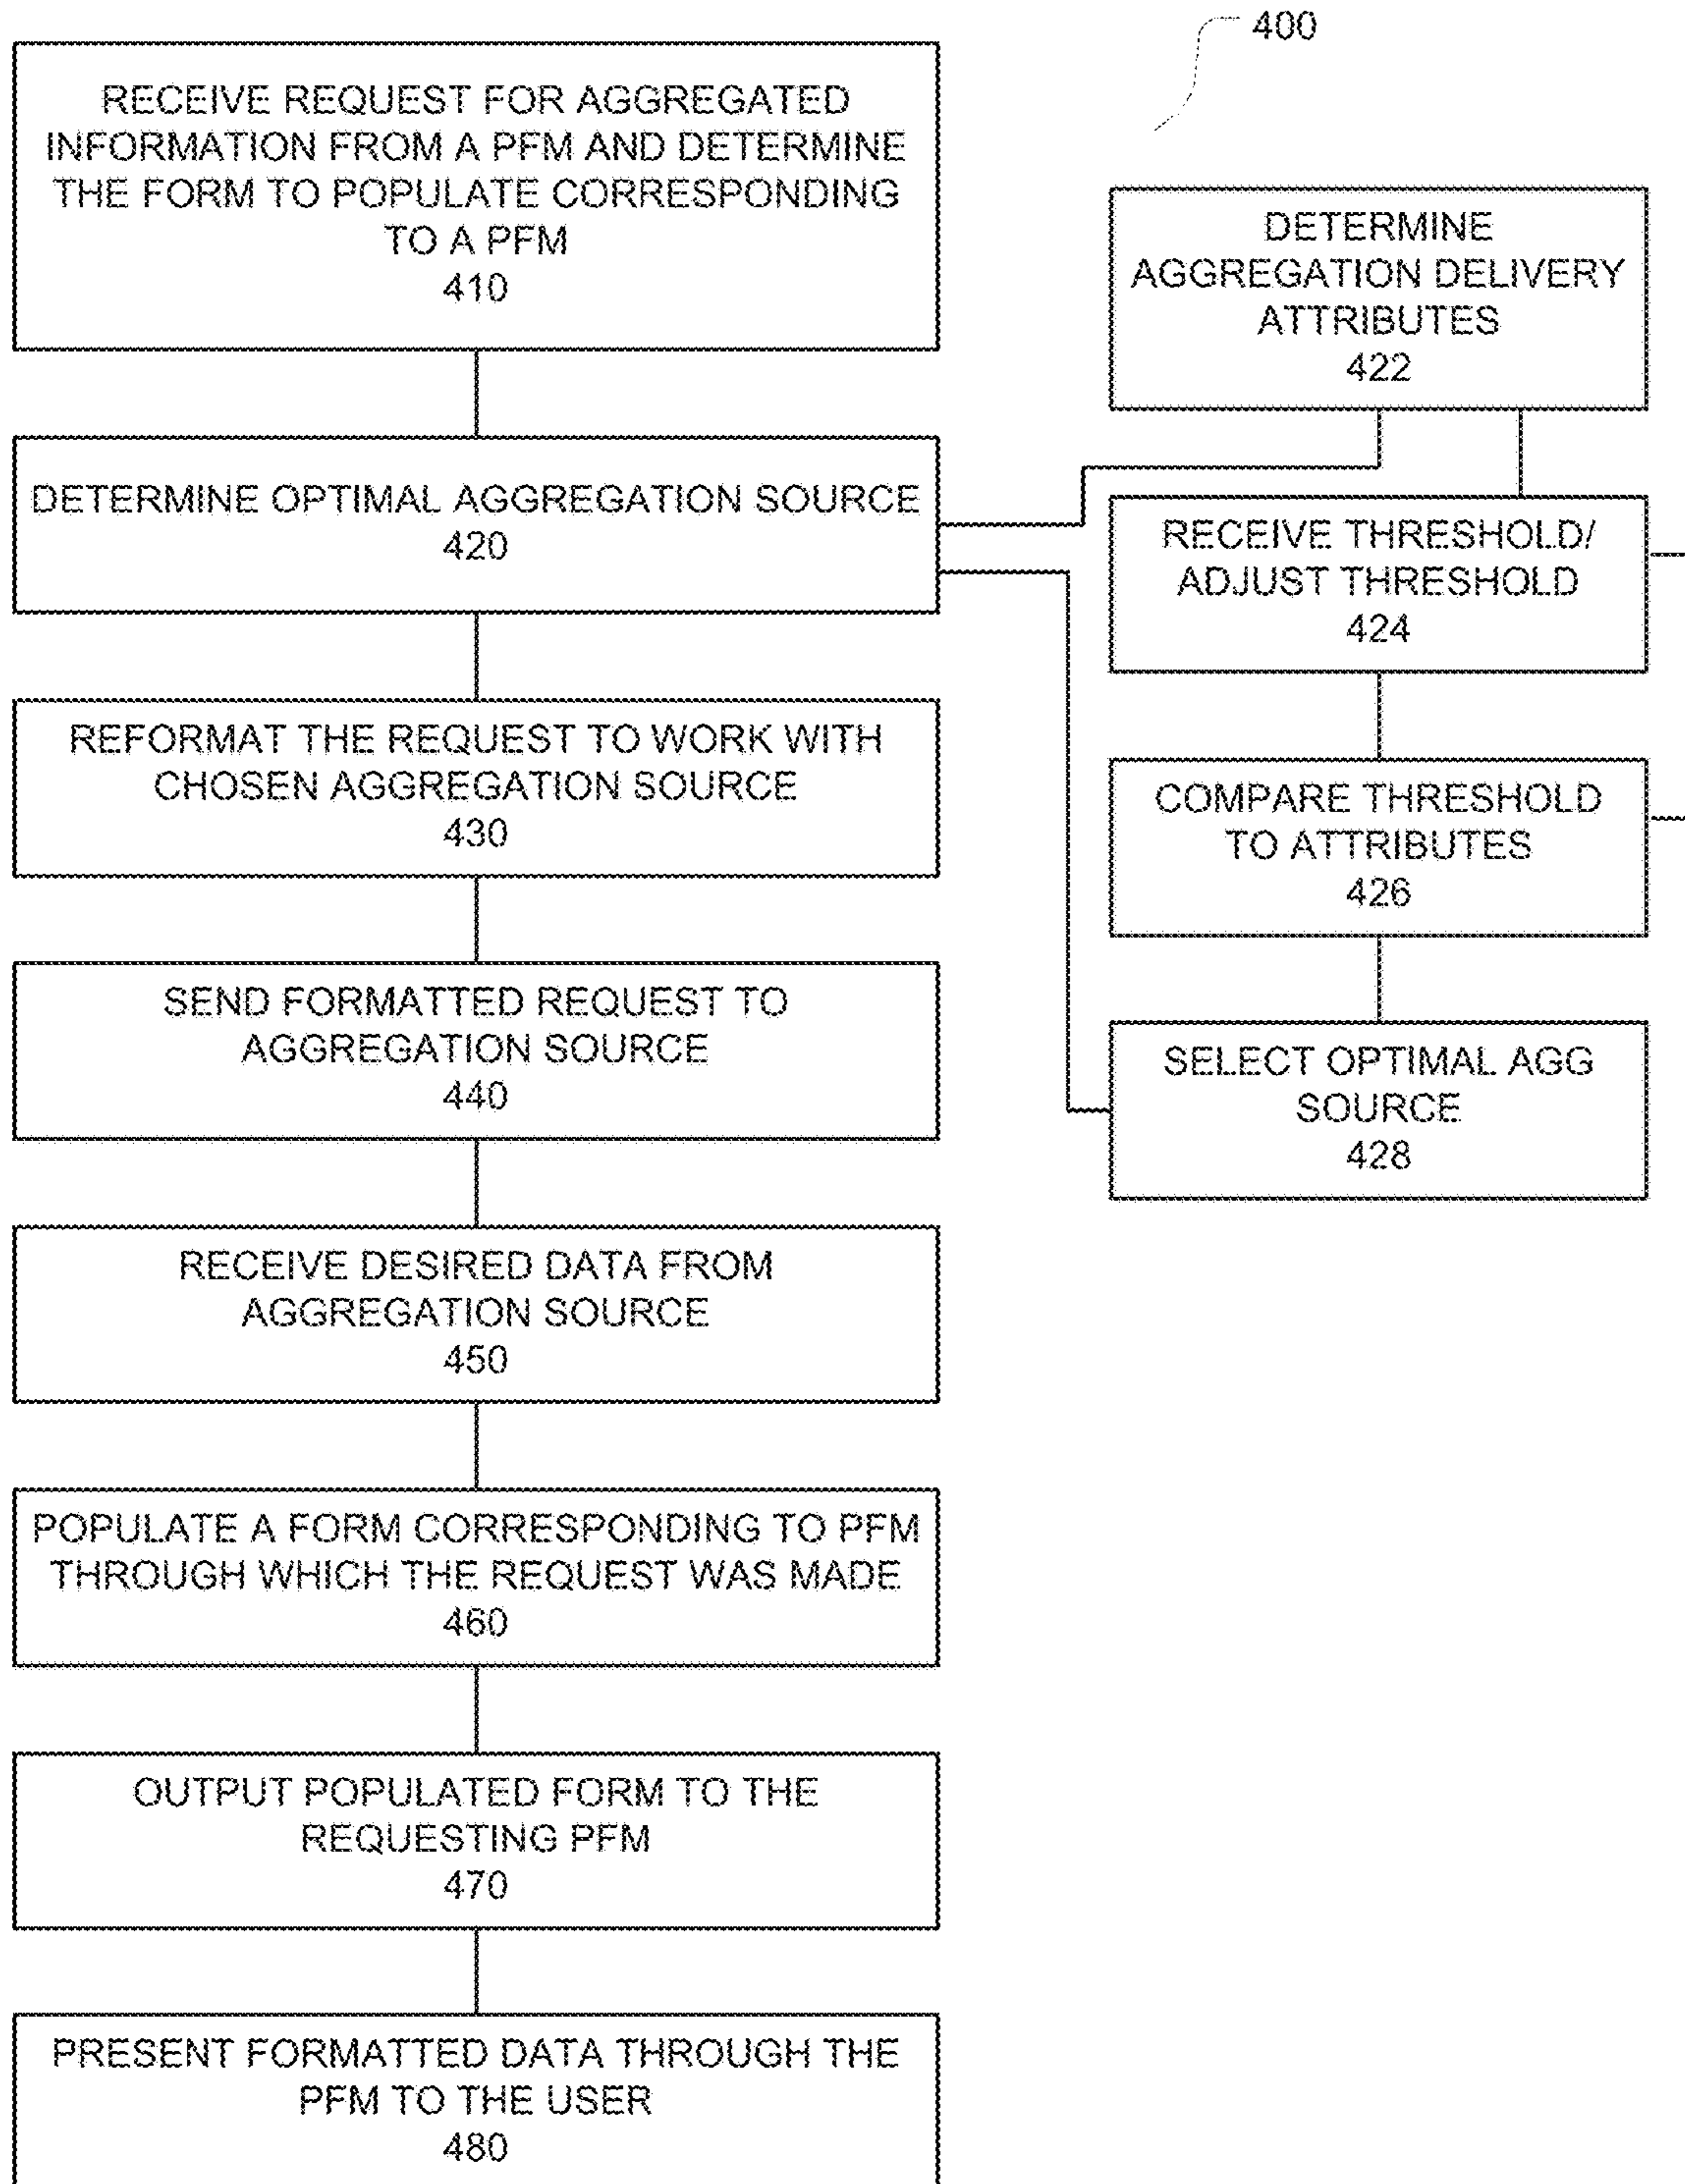 400
RECEIVE REQUEST FOR AGGREGATED
INFORMATION FROM A PFM AND DETERMINE
THE FORM TO POPULATE CORRESPONDING
TO A PFM
410
DETERMINE OPTIMAL AGGREGATION SOURCE
420
REFORMAT THE REQUEST TO WORK WITH
CHOSEN AGGREGATION SOURCE
430
SEND FORMATTED REQUEST TO
AGGREGATION SOURCE
440
RECEIVE DESIRED DATA FROM
AGGREGATION SOURCE
450
POPULATE A FORM CORRESPONDING TO PFM
THROUGH WHICH THE REQUEST WAS MADE
460
OUTPUT POPULATED FORM TO THE
REQUESTING PFM
470
PRESENT FORMATTED DATA THROUGH THE
PFM TO THE USER
480
DETERMINE
AGGREGATION DELIVERY
ATTRIBUTES
422
RECEIVE THRESHOLD/
ADJUST THRESHOLD
424
COMPARE THRESHOLD
TO ATTRIBUTES
426
SELECT OPTIMAL AGG
SOURCE
428